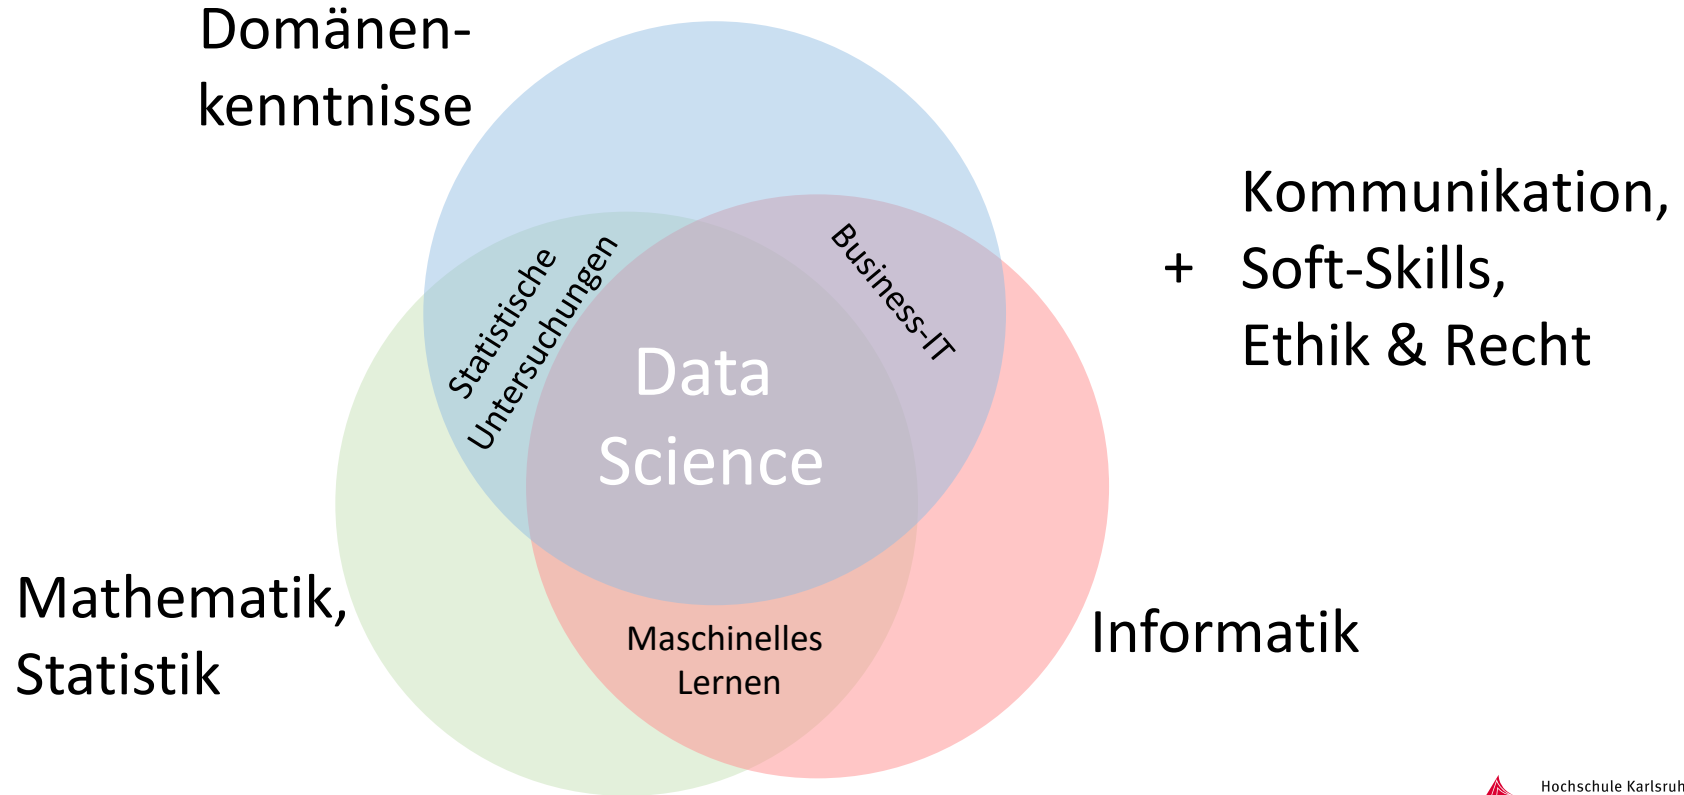 Domänen-
kenntnisse
Kommunikation,
+ Soft-Skills,
Ethik & Recht
Statistische
Untersuchungen
Business-IT
Data
Science
Mathematik,
Statistik
Informatik
Maschinelles
Lernen
Hochschule Karlsruh